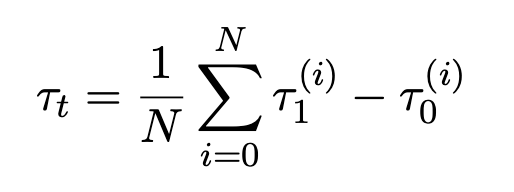 τ_t = \frac{1}{N} \sum_{i=0}^{N} τ_1^{(i)} − τ_0^{(i)}